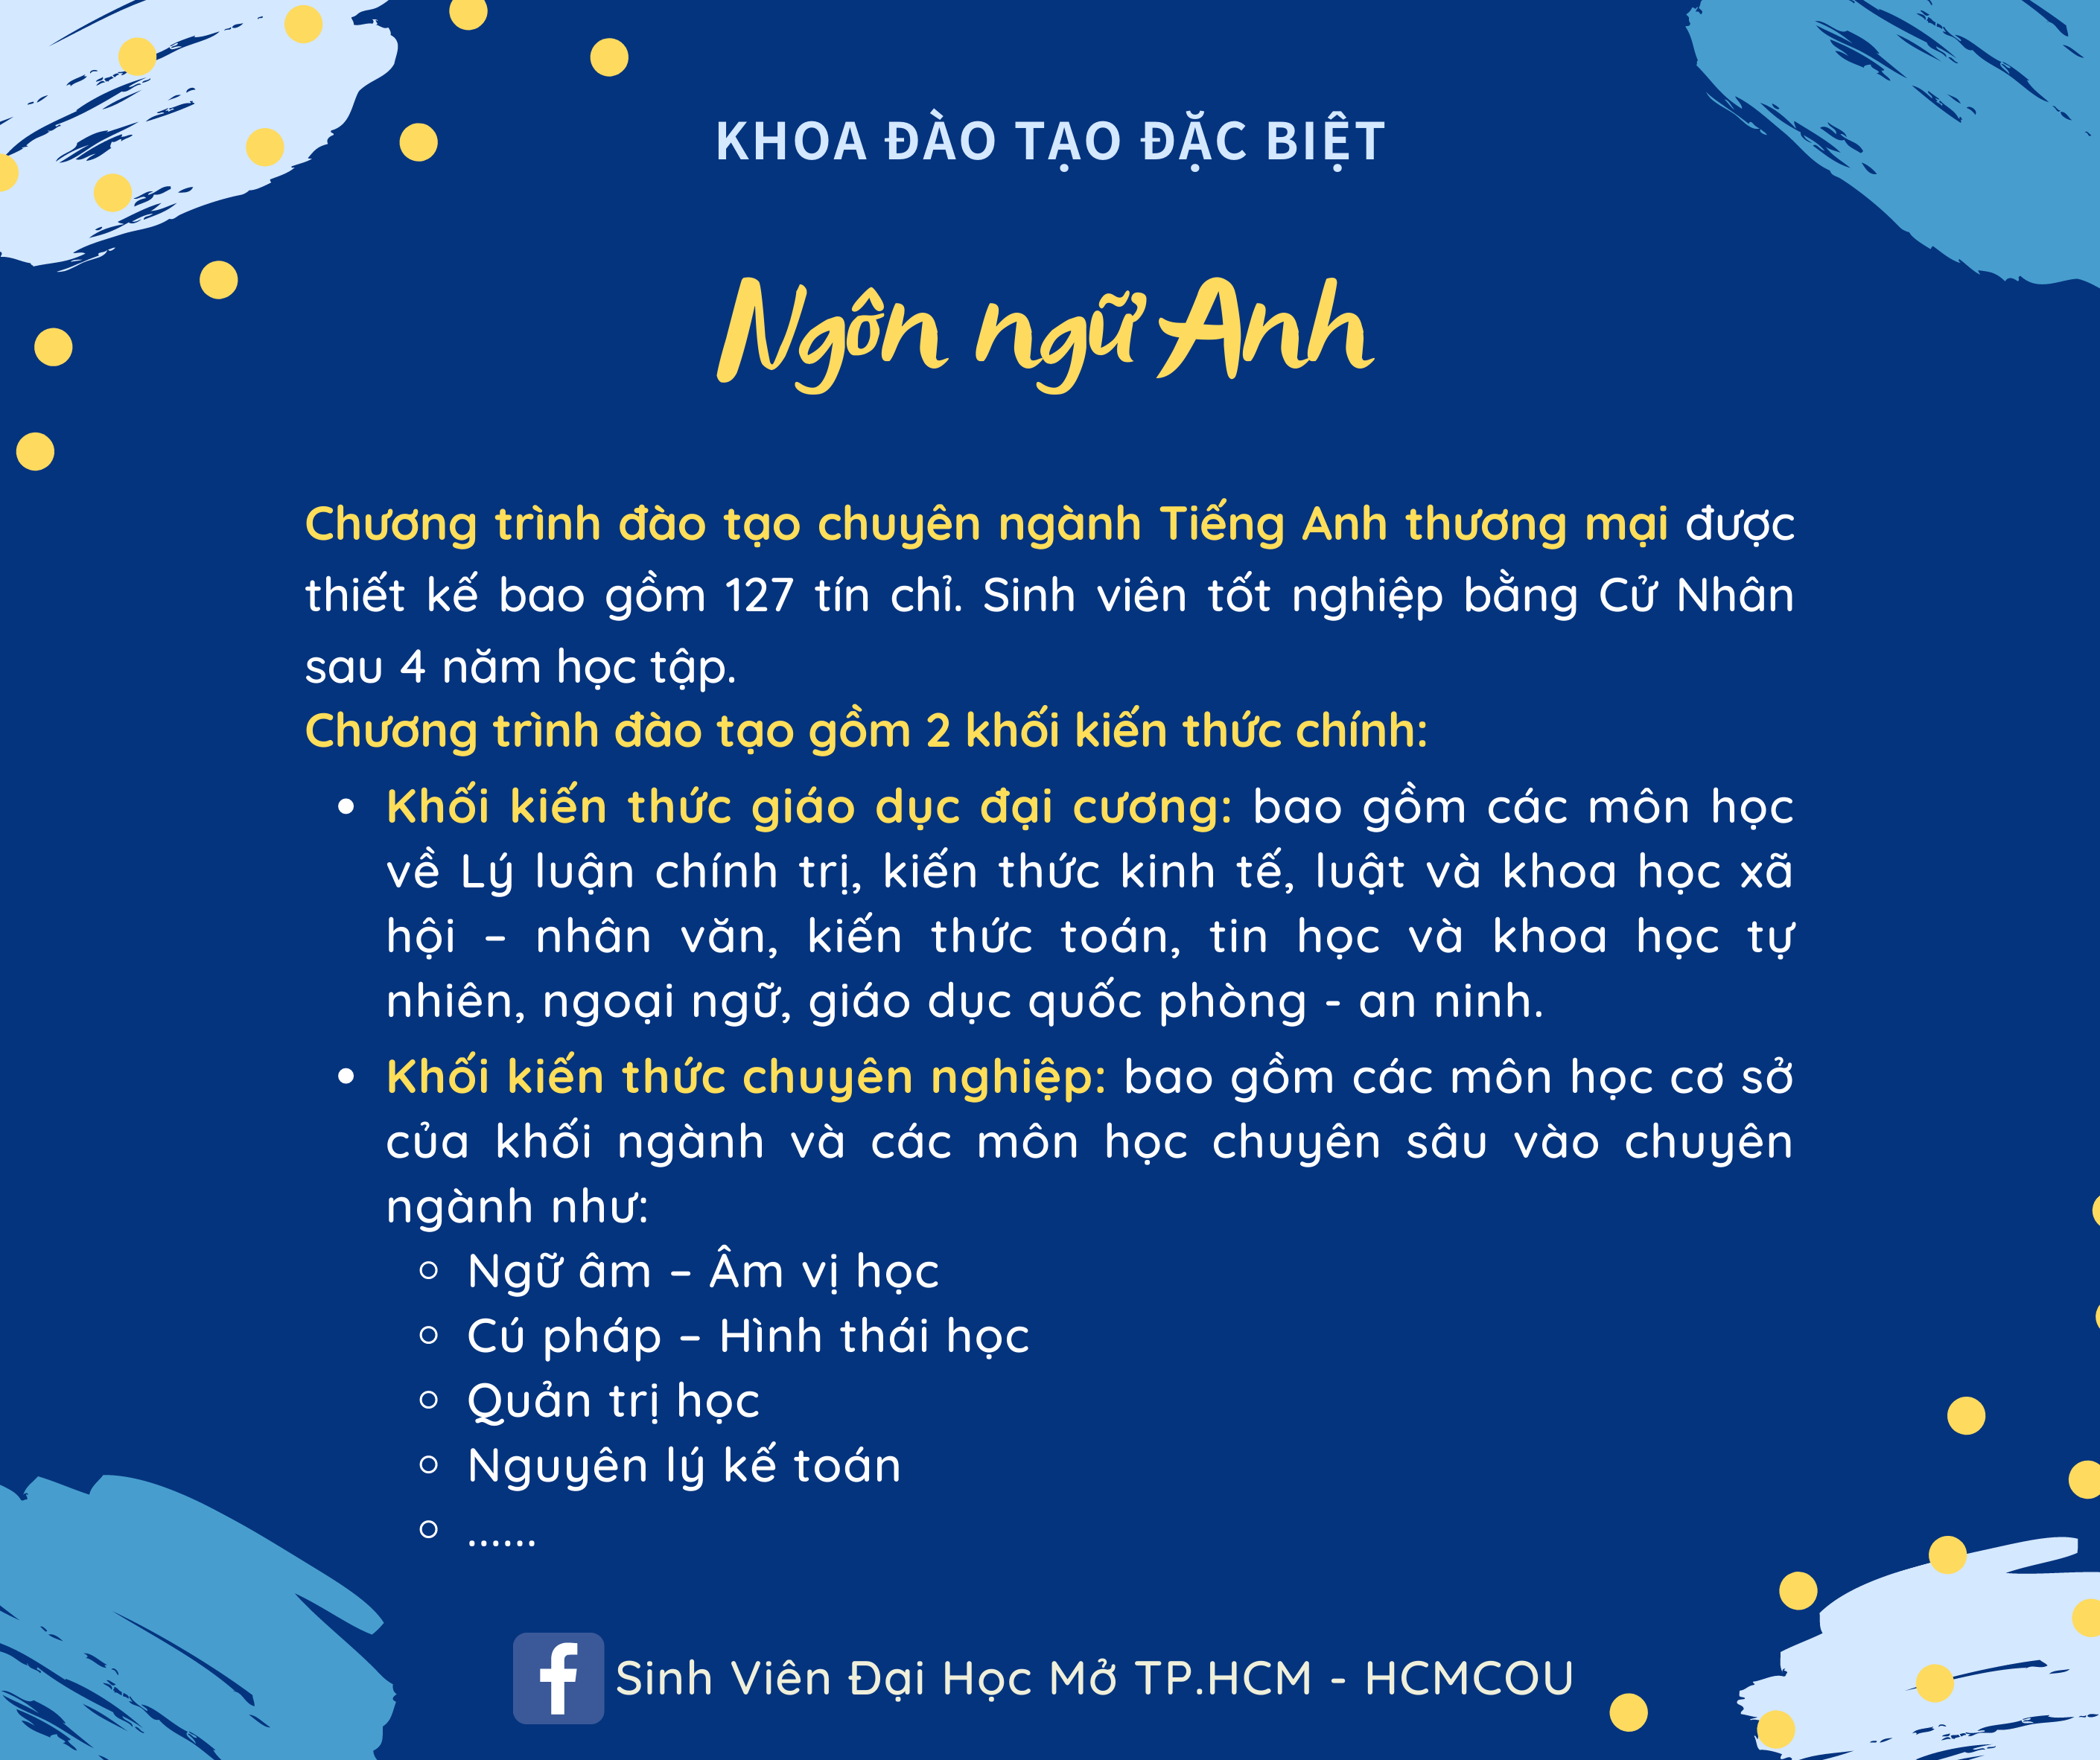 KHOA ĐÀO TẠO ĐẶC BIỆT
Ngôn ngữ Anh
Chương trình đào tạo chuyên ngành Tiếng Anh thương mại được
thiết kế bao gồm 127 tín chỉ. Sinh viên tốt nghiệp bằng Cử Nhân
sau 4 năm học tập.
Chương trình đào tạo gồm 2 khối kiến thức chính:
• Khối kiến thức giáo dục đại cương: bao gồm các môn học
về Lý luận chính trị, kiến thức kinh tế, luật và khoa học xã
hội – nhân văn, kiến thức toán, tin học và khoa học tự
nhiên, ngoại ngữ, giáo dục quốc phòng - an ninh.
• Khối kiến thức chuyên nghiệp: bao gồm các môn học cơ sở
của khối ngành và các môn học chuyên sâu vào chuyên
ngành như:
◦ Ngữ âm – Âm vị học
◦ Cú pháp – Hình thái học
◦ Quản trị học
◦ Nguyên lý kế toán
◦ ......
Sinh Viên Đại Học Mở TP.HCM - HCMCOU